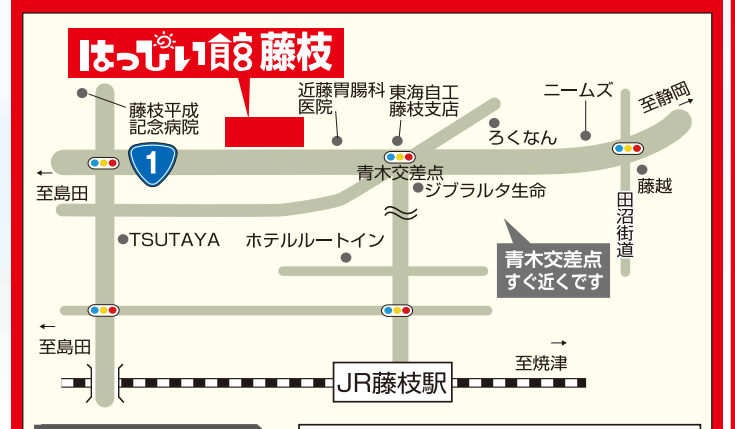 はっぴい館 藤枝
藤枝平成
記念病院
近藤胃腸科
医院
東海自工
藤枝支店
ニームズ
至静岡
ろくなん
1
青木交差点
至島田
ジブラルタ生命
藤越
田沼街道
TSUTAYA
ホテルルートイン
青木交差点
すぐ近くです
至島田
至焼津
JR藤枝駅